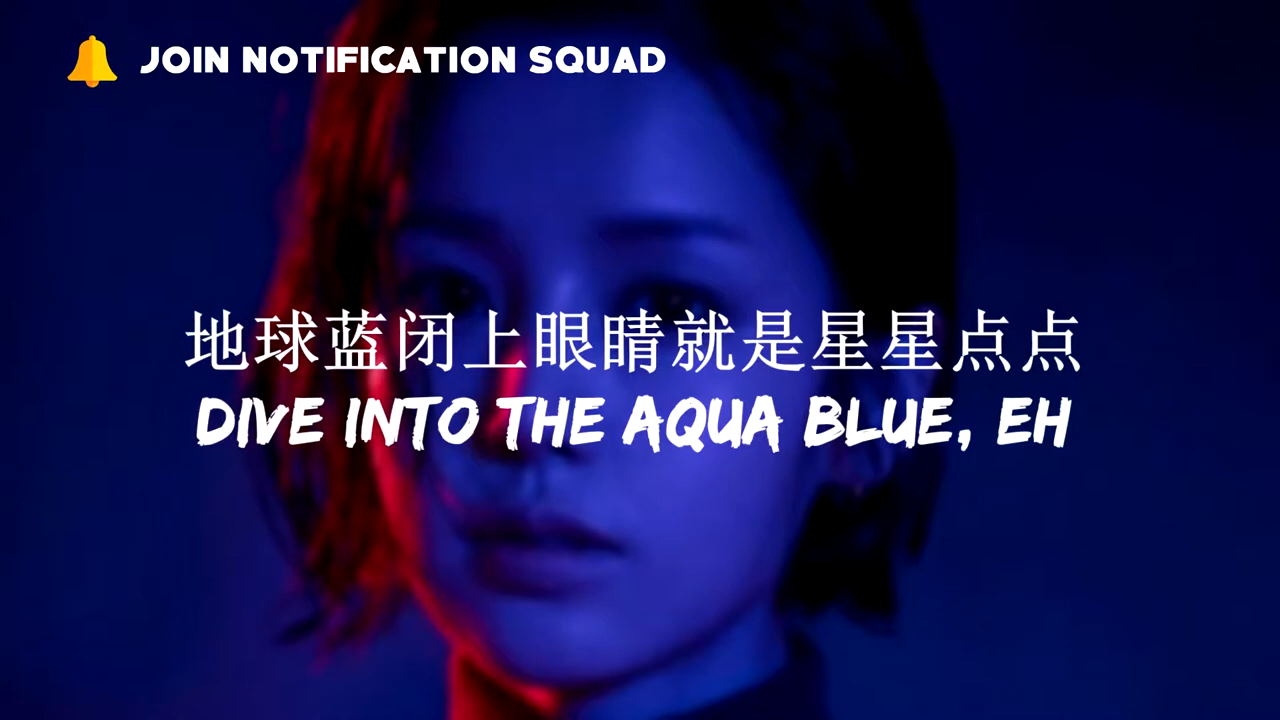 JOIN NOTIFICATION SQUAD
地球蓝闭上眼睛就是星星点点
DIVE INTO THE AQUA BLUE, EH